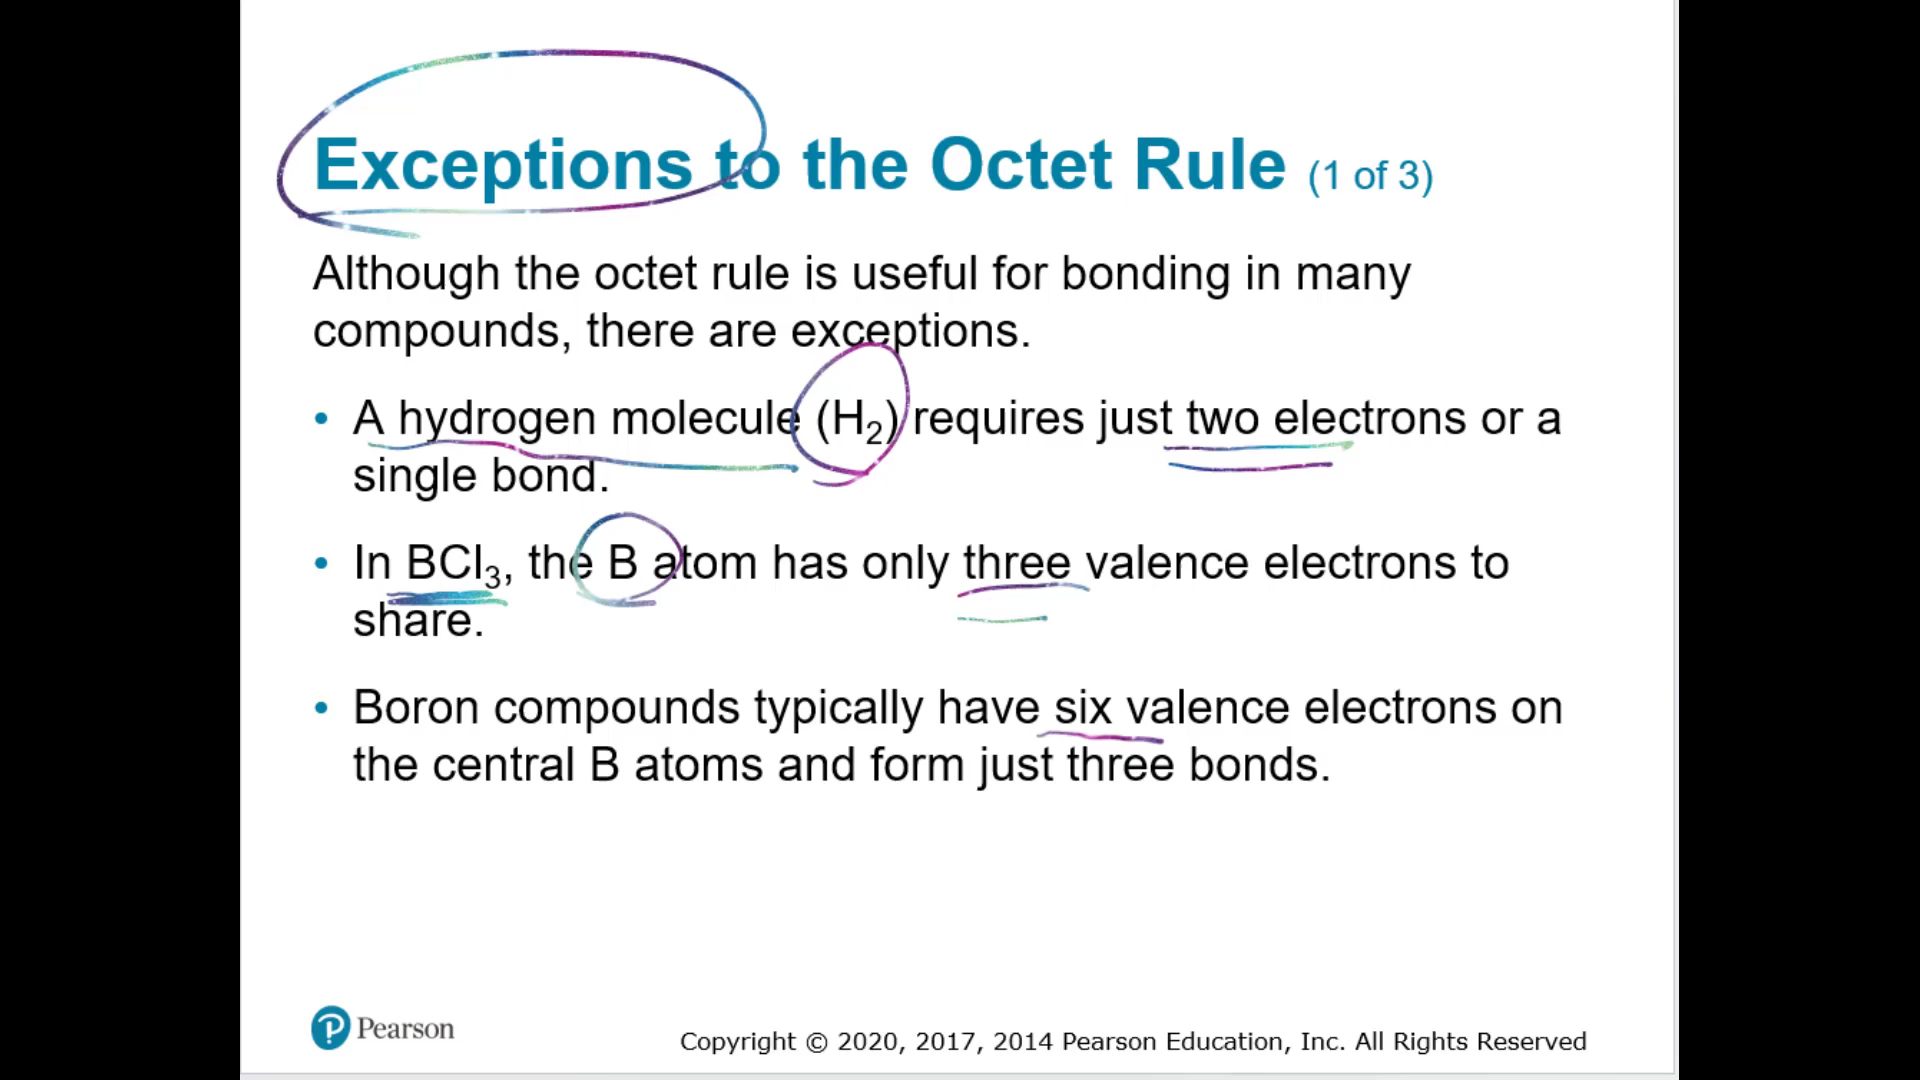 Exceptions to the Octet Rule (1 of 3)
Although the octet rule is useful for bonding in many
compounds, there are exceptions.
• A hydrogen molecule (H₂) requires just two electrons or a
single bond.
• In BCl₃, the B atom has only three valence electrons to
share.
• Boron compounds typically have six valence electrons on
the central B atoms and form just three bonds.
Pearson
Copyright © 2020, 2017, 2014 Pearson Education, Inc. All Rights Reserved